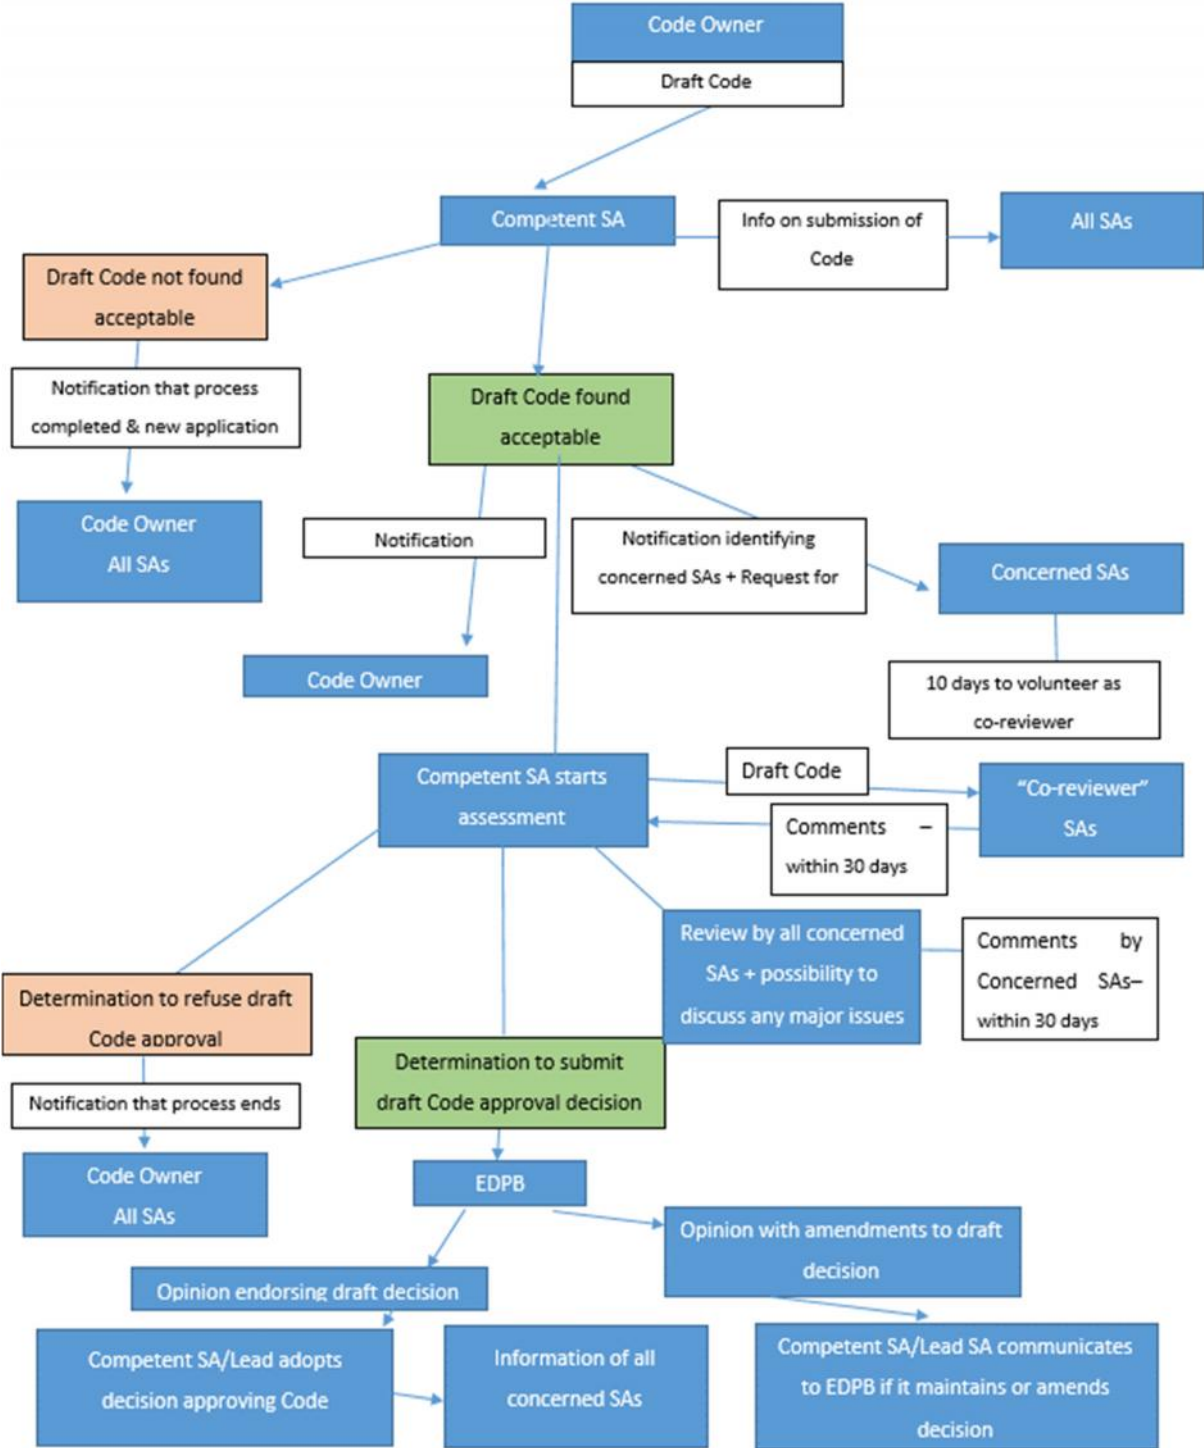 Code Owner
Draft Code
Competent SA
Info on submission of
Code
All SAs
Draft Code not found
acceptable
Notification that process
completed & new application
Code Owner
All SAs
Draft Code found
acceptable
Notification
Notification identifying
concerned SAs + Request for
Concerned SAs
Code Owner
10 days to volunteer as
co-reviewer
Competent SA starts
assessment
Draft Code
“Co-reviewer”
SAs
Comments –
within 30 days
Review by all concerned
SAs + possibility to
discuss any major issues
Comments by
Concerned SAs–
within 30 days
Determination to refuse draft
Code approval
Notification that process ends
Code Owner
All SAs
Determination to submit
draft Code approval decision
EDPB
Opinion with amendments to draft
decision
Opinion endorsing draft decision
Competent SA/Lead adopts
decision approving Code
Information of all
concerned SAs
Competent SA/Lead SA communicates
to EDPB if it maintains or amends
decision